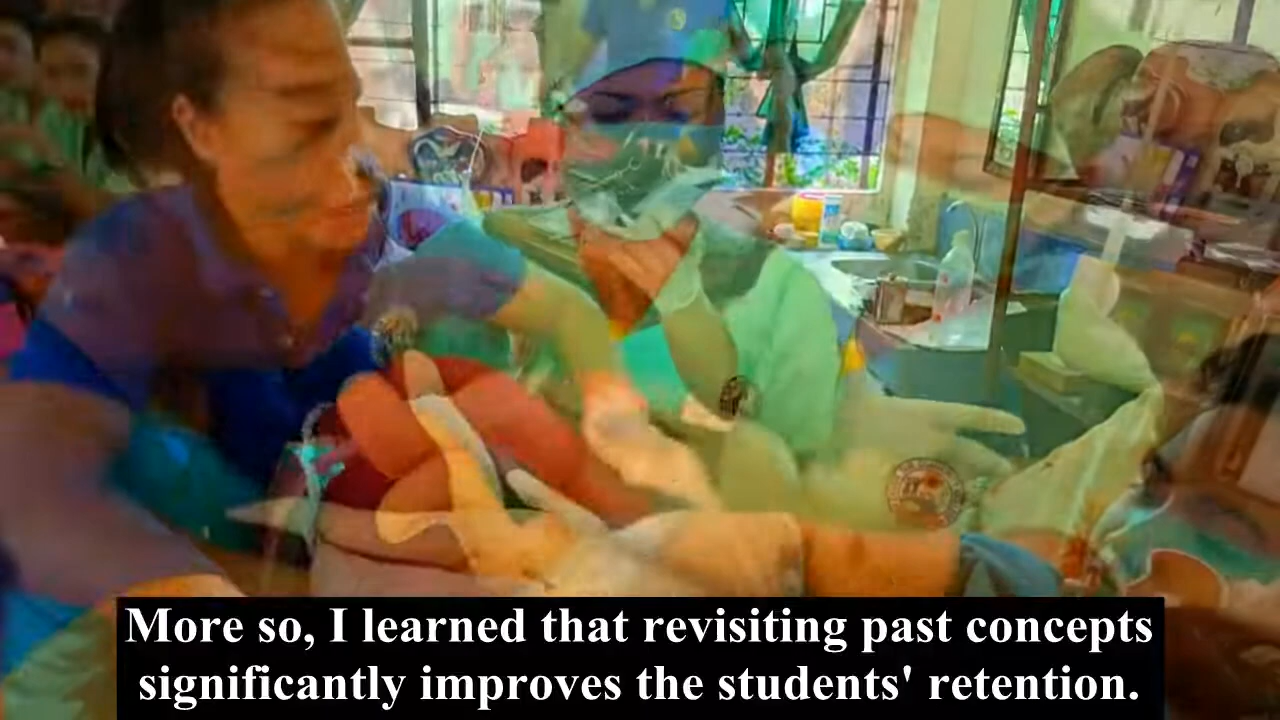 More so, I learned that revisiting past concepts
significantly improves the students' retention.